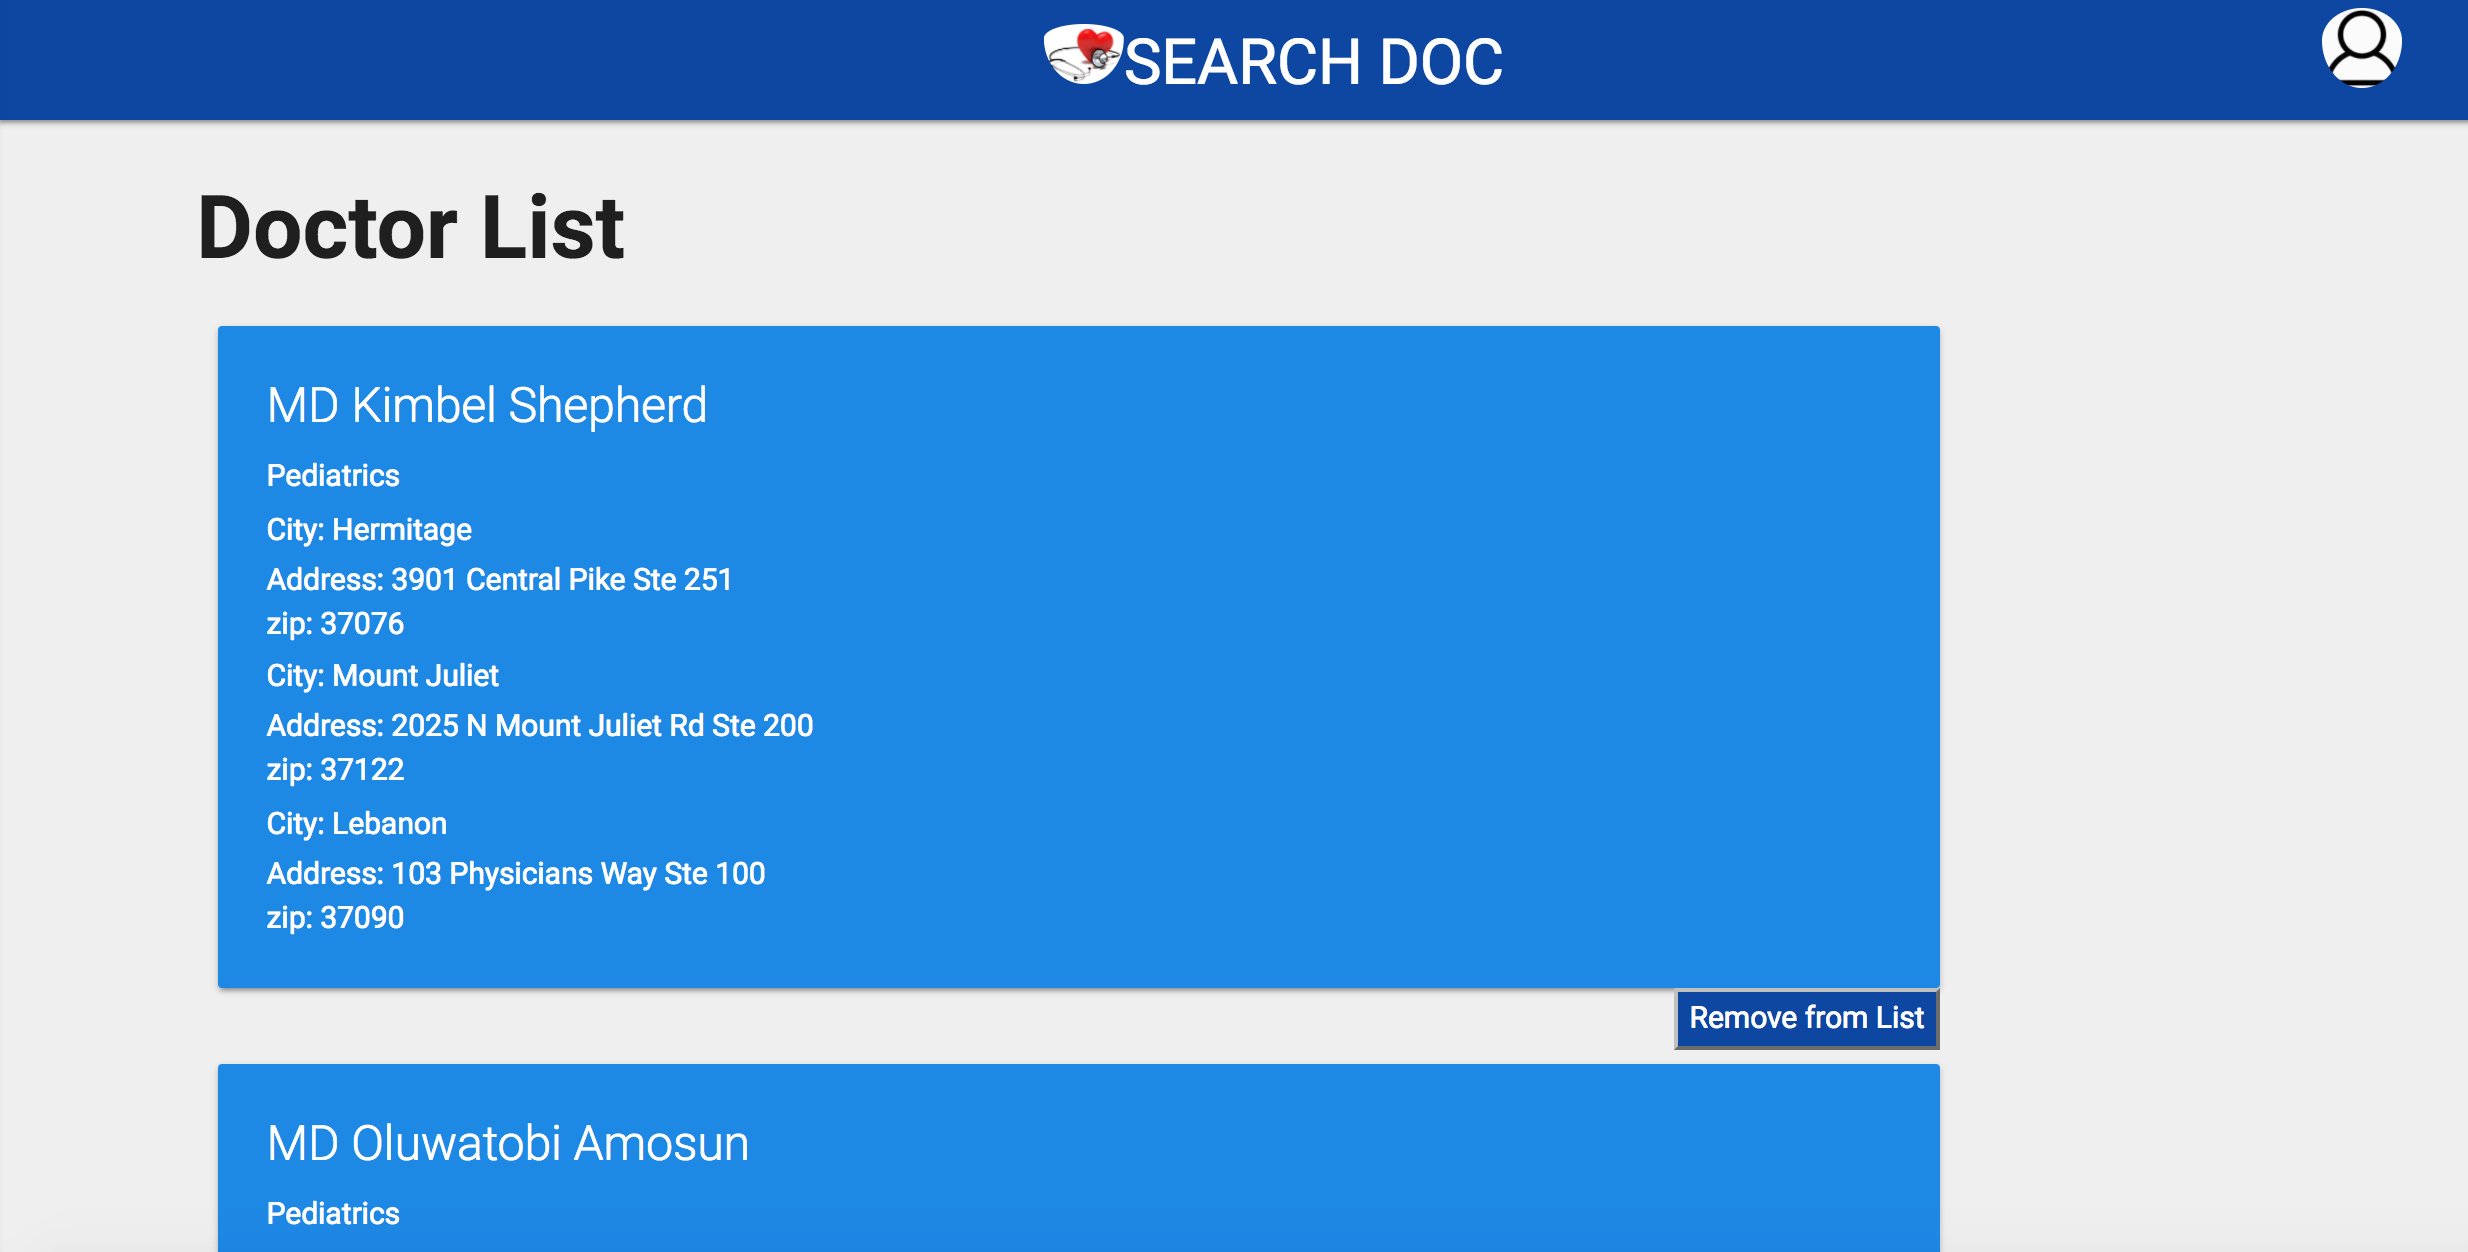 SEARCH DOC
Doctor List
MD Kimbel Shepherd
Pediatrics
City: Hermitage
Address: 3901 Central Pike Ste 251
zip: 37076
City: Mount Juliet
Address: 2025 N Mount Juliet Rd Ste 200
zip: 37122
City: Lebanon
Address: 103 Physicians Way Ste 100
zip: 37090
Remove from List
MD Oluwatobi Amosun
Pediatrics